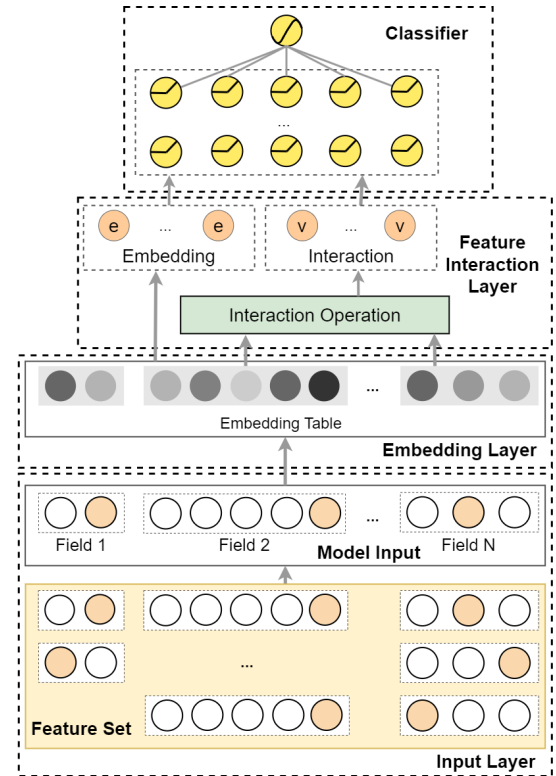 Classifier
...
e ... e
v ... v
Embedding
Interaction
Feature
Interaction
Layer
Interaction Operation
...
Embedding Table
Embedding Layer
...
Field 1
Field 2
Field N
Model Input
...
Feature Set
Input Layer